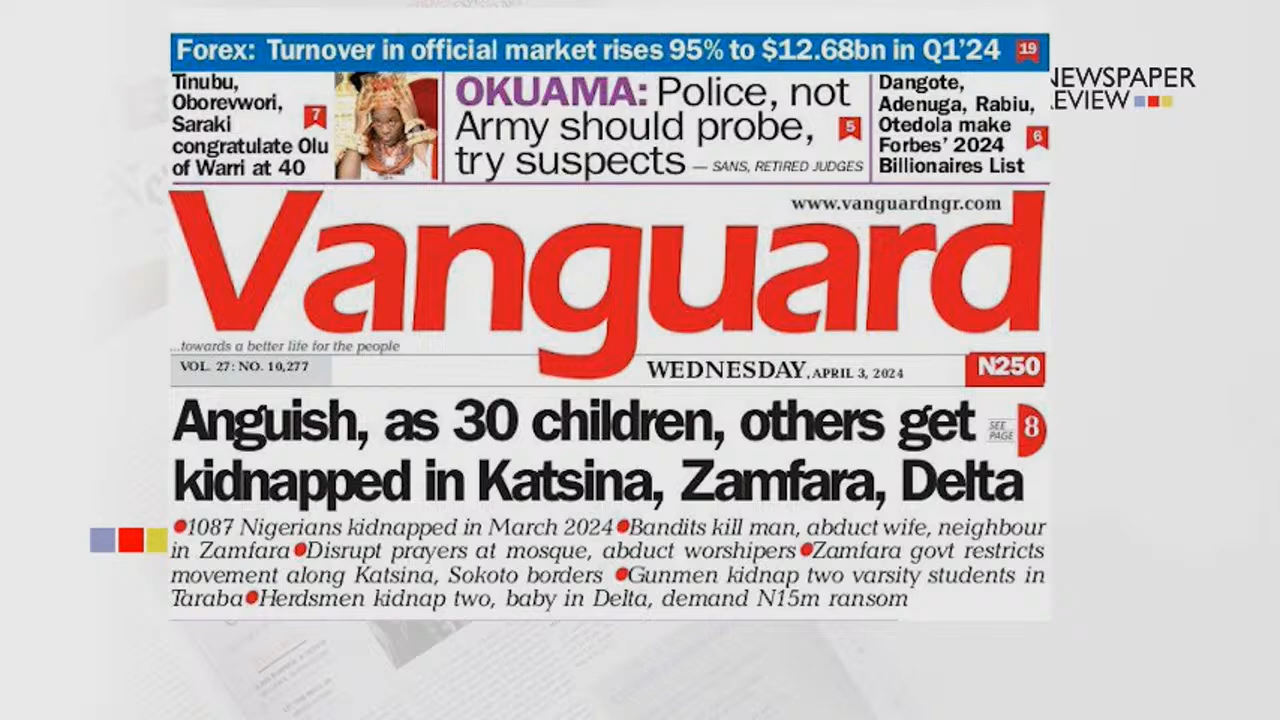 Forex: Turnover in official market rises 95% to $12.68bn in Q1’24 19
Tinubu,
Oborevwori,
Saraki
congratulate Olu
of Warri at 40
7
OKUAMA: Police, not
Army should probe,
try suspects — SANS, RETIRED JUDGES
5
Dangote,
Adenuga, Rabiu,
Otedola make
Forbes’ 2024
Billionaires List
6
NEWSPAPER
REVIEW
www.vanguardngr.com
Vanguard
...towards a better life for the people
VOL. 27: NO. 10,277
WEDNESDAY, APRIL 3, 2024
N250
Anguish, as 30 children, others get
kidnapped in Katsina, Zamfara, Delta
SEE
PAGE 8
●1087 Nigerians kidnapped in March 2024●Bandits kill man, abduct wife, neighbour
in Zamfara●Disrupt prayers at mosque, abduct worshipers●Zamfara govt restricts
movement along Katsina, Sokoto borders ●Gunmen kidnap two varsity students in
Taraba●Herdsmen kidnap two, baby in Delta, demand N15m ransom